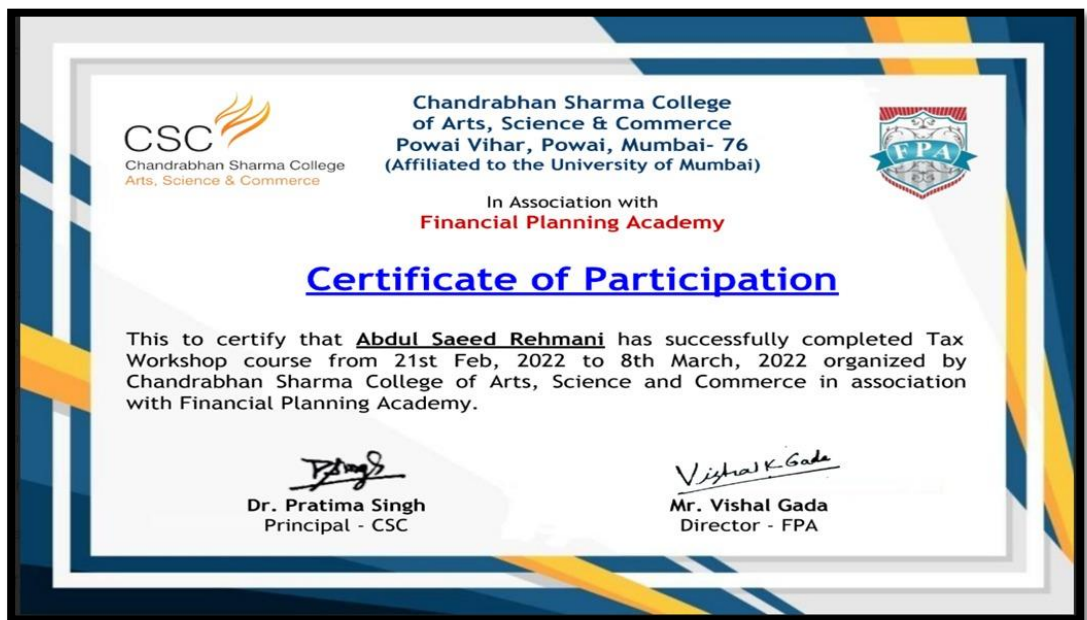 CSC
Chandrabhan Sharma College
Arts, Science & Commerce
Chandrabhan Sharma College
of Arts, Science & Commerce
Powai Vihar, Powai, Mumbai- 76
(Affiliated to the University of Mumbai)
FPA
In Association with
Financial Planning Academy
Certificate of Participation
This to certify that Abdul Saeed Rehmani has successfully completed Tax
Workshop course from 21st Feb, 2022 to 8th March, 2022 organized by
Chandrabhan Sharma College of Arts, Science and Commerce in association
with Financial Planning Academy.
PSingh
Dr. Pratima Singh
Principal - CSC
Vishal K Gada
Mr. Vishal Gada
Director - FPA